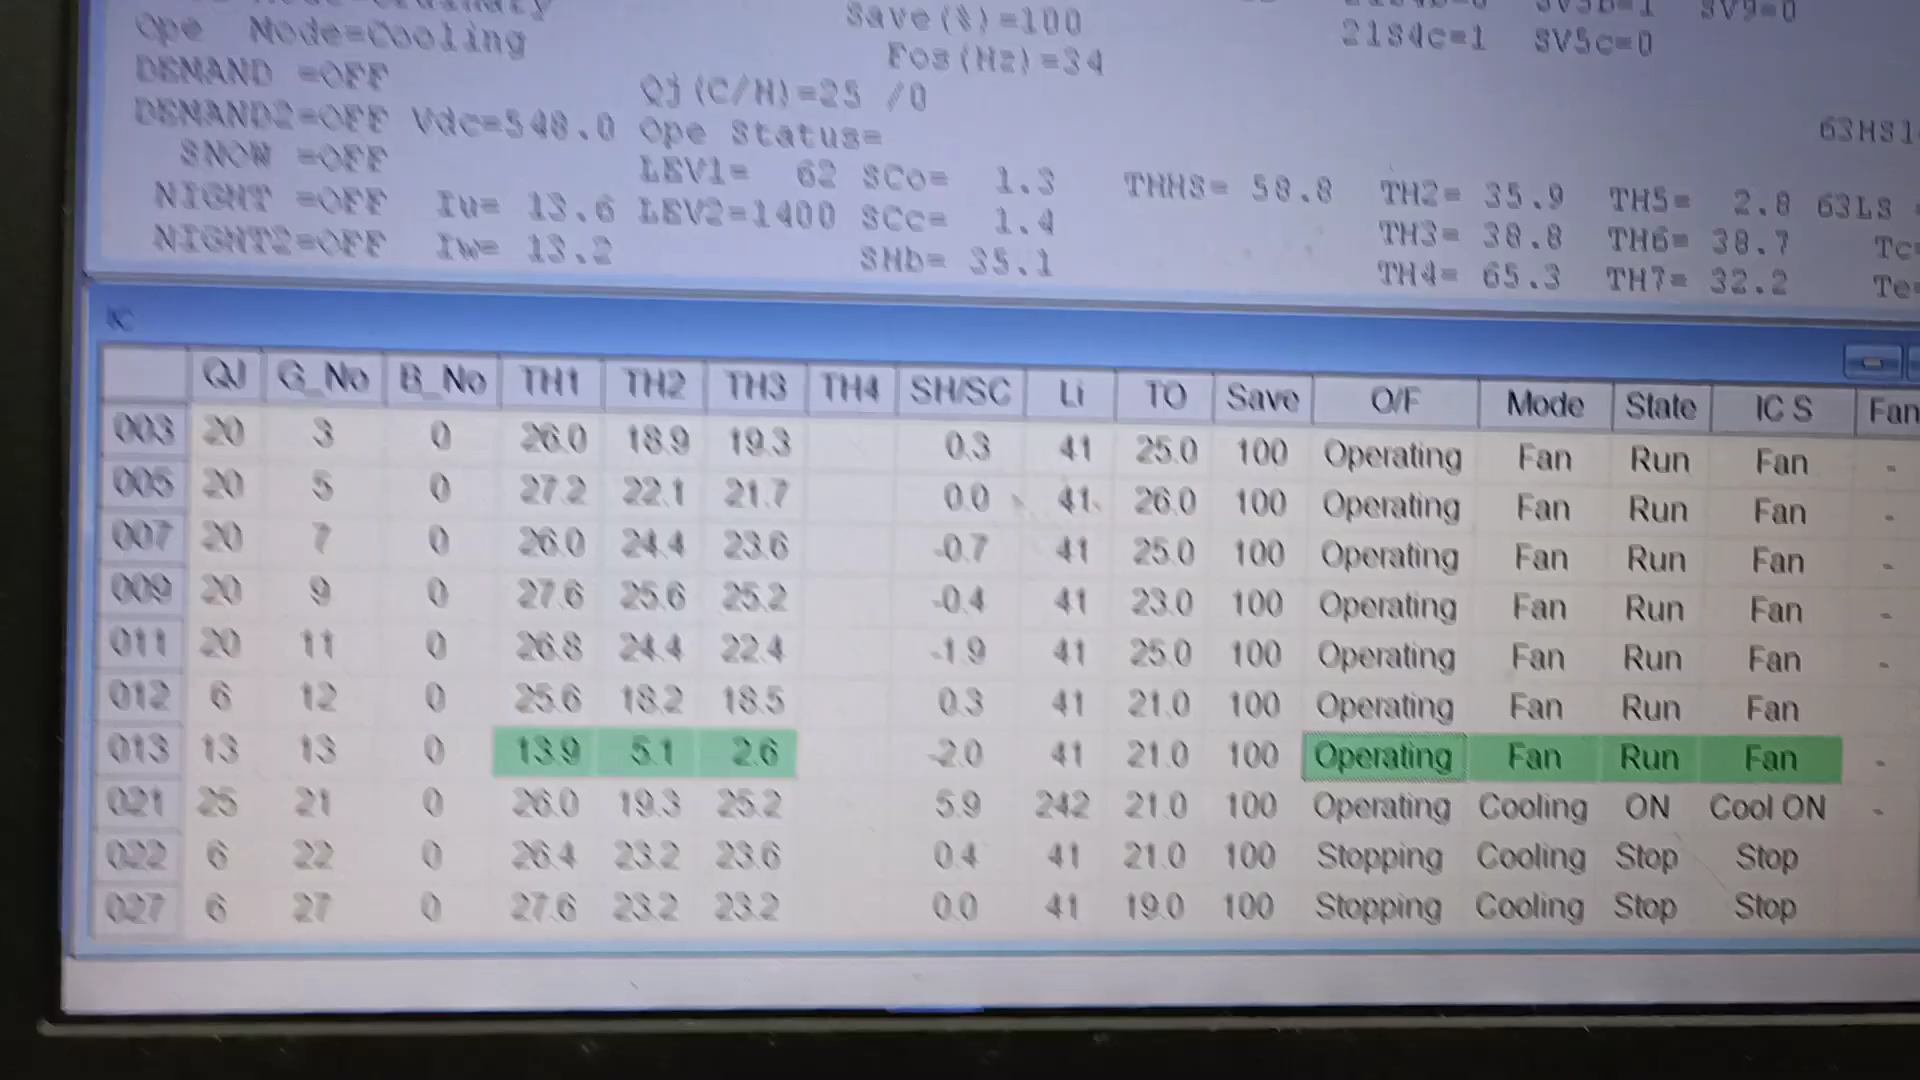 Ope Mode=Cooling Save(%)=100 21S4c=1 SV5c=0
DEMAND =OFF Fos(Hz)=34
DEMAND2=OFF Vdc=548.0 Qj(C/H)=25 /0
SNOW =OFF Ope Status= 63HS1
NIGHT =OFF Iu= 13.6 LEV1= 62 SCo= 1.3 THHS= 58.8 TH2= 35.9 TH5= 2.8 63LS =
NIGHT2=OFF Iw= 13.2 LEV2=1400 SCc= 1.4 TH3= 38.8 TH6= 38.7 Tc=
SHb= 35.1 TH4= 65.3 TH7= 32.2 Te=
IC
QJ G_No B_No TH1 TH2 TH3 TH4 SH/SC Li TO Save O/F Mode State IC S Fan
003 20 3 0 26.0 18.9 19.3 0.3 41 25.0 100 Operating Fan Run Fan -
005 20 5 0 27.2 22.1 21.7 0.0 41 26.0 100 Operating Fan Run Fan -
007 20 7 0 26.0 24.4 23.6 -0.7 41 25.0 100 Operating Fan Run Fan -
009 20 9 0 27.6 25.6 25.2 -0.4 41 23.0 100 Operating Fan Run Fan -
011 20 11 0 26.8 24.4 22.4 -1.9 41 25.0 100 Operating Fan Run Fan -
012 6 12 0 25.6 18.2 18.5 0.3 41 21.0 100 Operating Fan Run Fan
013 13 13 0 13.9 5.1 2.6 -2.0 41 21.0 100 Operating Fan Run Fan -
021 25 21 0 26.0 19.3 25.2 5.9 242 21.0 100 Operating Cooling ON Cool ON -
022 6 22 0 26.4 23.2 23.6 0.4 41 21.0 100 Stopping Cooling Stop Stop
027 6 27 0 27.6 23.2 23.2 0.0 41 19.0 100 Stopping Cooling Stop Stop